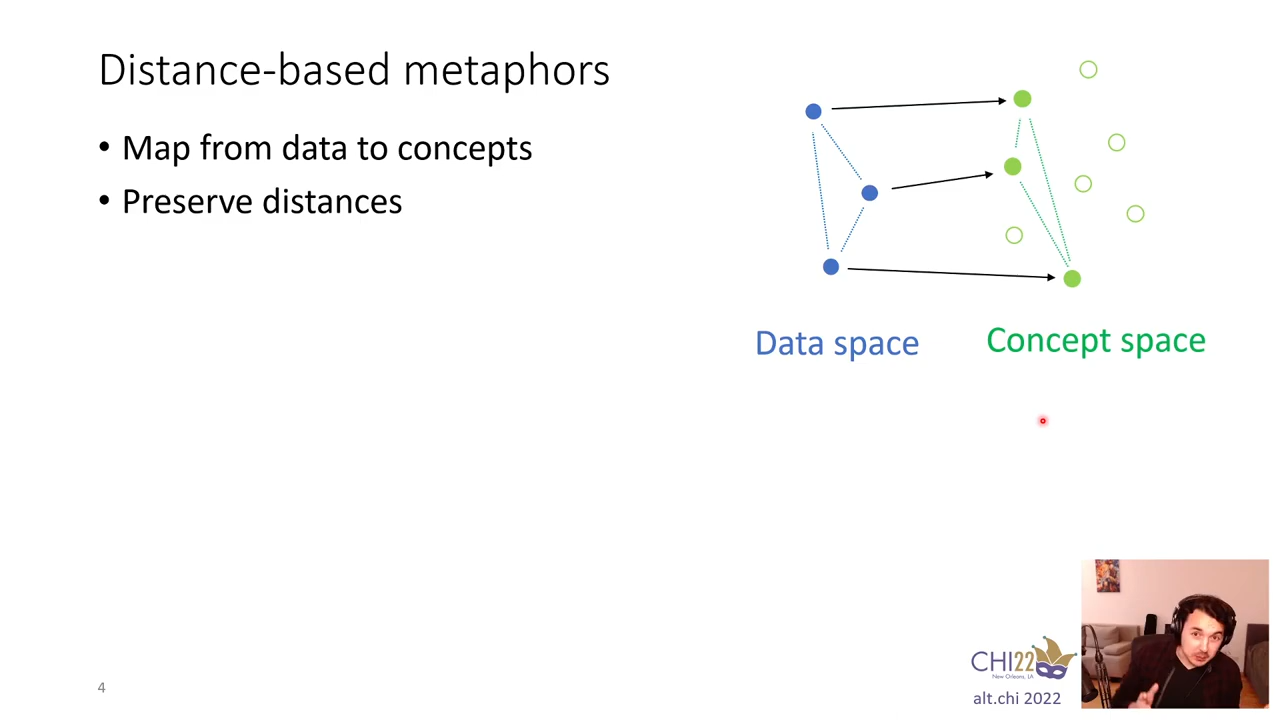 Distance-based metaphors
• Map from data to concepts
• Preserve distances
Data space
Concept space
CHI22
New Orleans, LA
alt.chi 2022
4